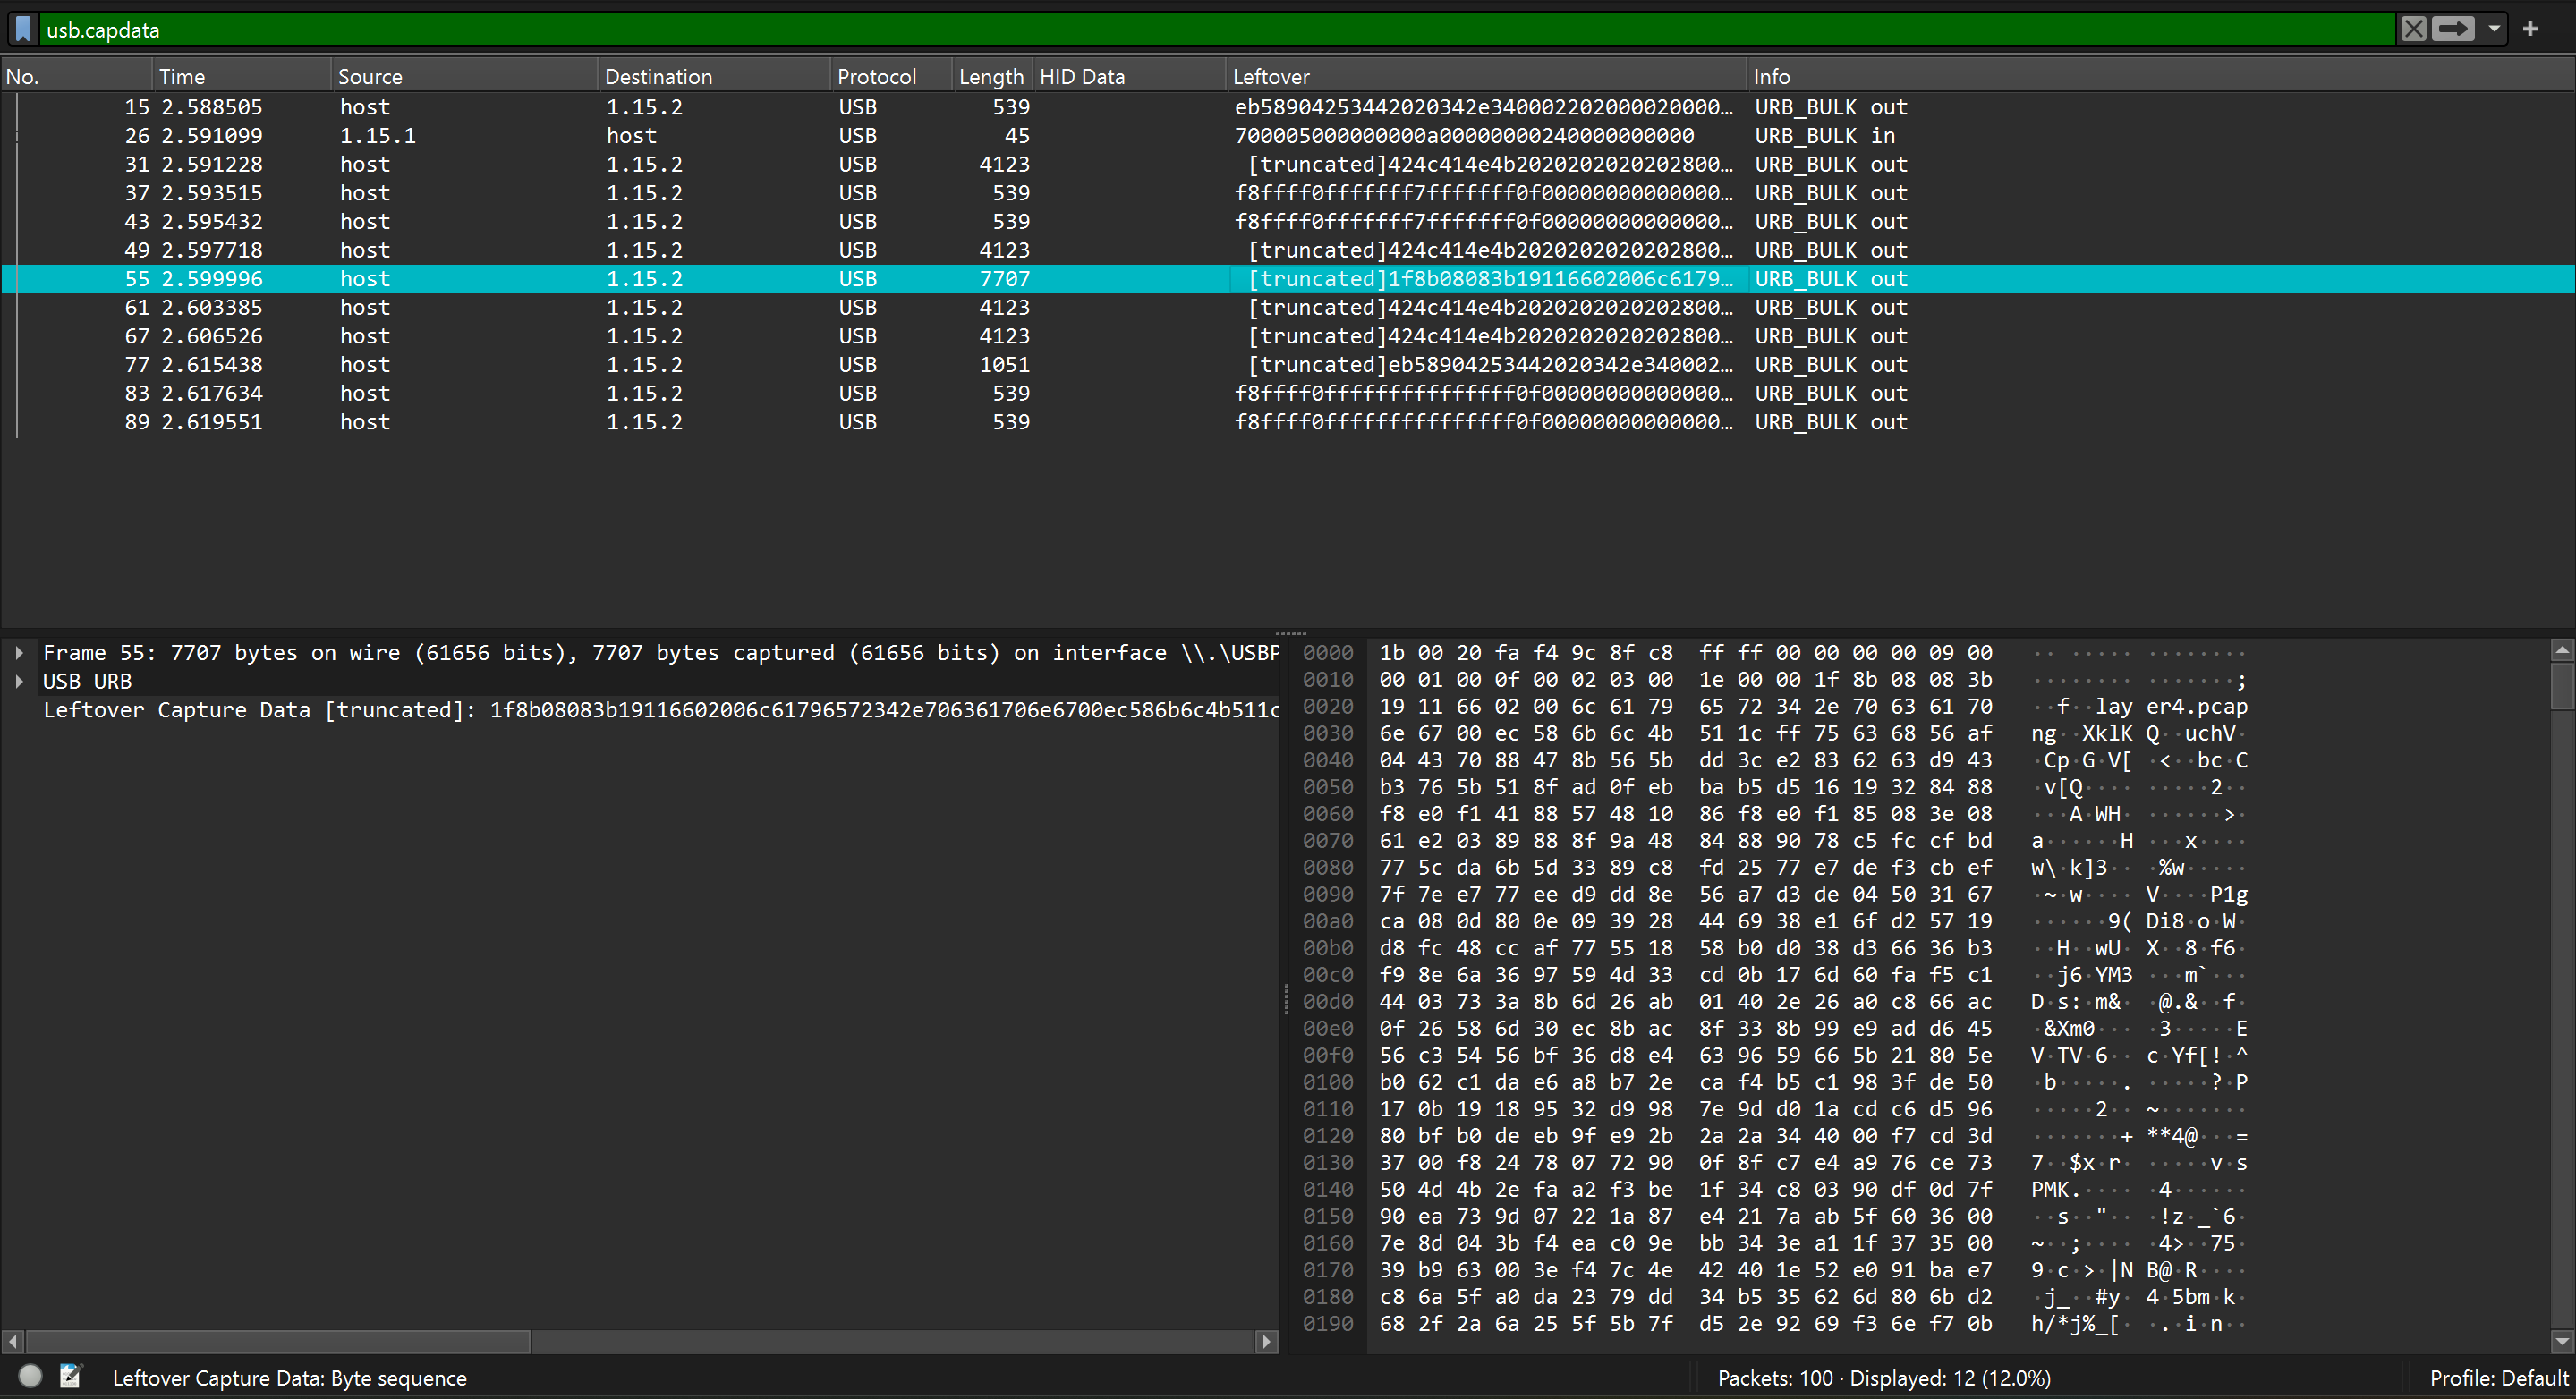 usb.capdata
No. Time Source Destination Protocol Length HID Data Leftover Info
15 2.588505 host 1.15.2 USB 539 eb58904253442020342e340002202000020000… URB_BULK out
26 2.591099 1.15.1 host USB 45 700005000000000a00000000240000000000 URB_BULK in
31 2.591228 host 1.15.2 USB 4123 [truncated]424c414e4b2020202020202800… URB_BULK out
37 2.593515 host 1.15.2 USB 539 f8ffff0fffffff7fffffff0f00000000000000… URB_BULK out
43 2.595432 host 1.15.2 USB 539 f8ffff0fffffff7fffffff0f00000000000000… URB_BULK out
49 2.597718 host 1.15.2 USB 4123 [truncated]424c414e4b2020202020202800… URB_BULK out
55 2.599996 host 1.15.2 USB 7707 [truncated]1f8b08083b19116602006c6179… URB_BULK out
61 2.603385 host 1.15.2 USB 4123 [truncated]424c414e4b2020202020202800… URB_BULK out
67 2.606526 host 1.15.2 USB 4123 [truncated]424c414e4b2020202020202800… URB_BULK out
77 2.615438 host 1.15.2 USB 1051 [truncated]eb58904253442020342e340002… URB_BULK out
83 2.617634 host 1.15.2 USB 539 f8ffff0fffffffffffffff0f00000000000000… URB_BULK out
89 2.619551 host 1.15.2 USB 539 f8ffff0fffffffffffffff0f00000000000000… URB_BULK out
Frame 55: 7707 bytes on wire (61656 bits), 7707 bytes captured (61656 bits) on interface \\.\USBP
USB URB
Leftover Capture Data [truncated]: 1f8b08083b19116602006c61796572342e706361706e6700ec586b6c4b511c
0000 1b 00 20 fa f4 9c 8f c8 ff ff 00 00 00 00 09 00 ·· ····· ········
0010 00 01 00 0f 00 02 03 00 1e 00 00 1f 8b 08 08 3b ········ ·······;
0020 19 11 66 02 00 6c 61 79 65 72 34 2e 70 63 61 70 ··f··lay er4.pcap
0030 6e 67 00 ec 58 6b 6c 4b 51 1c ff 75 63 68 56 af ng··XklK Q··uchV·
0040 04 43 70 88 47 8b 56 5b dd 3c e2 83 62 63 d9 43 ·Cp·G·V[ ·<··bc·C
0050 b3 76 5b 51 8f ad 0f eb ba b5 d5 16 19 32 84 88 ·v[Q···· ·····2··
0060 f8 e0 f1 41 88 57 48 10 86 f8 e0 f1 85 08 3e 08 ···A·WH· ······>·
0070 61 e2 03 89 88 8f 9a 48 84 88 90 78 c5 fc cf bd a······H ···x····
0080 77 5c da 6b 5d 33 89 c8 fd 25 77 e7 de f3 cb ef w\·k]3·· ·%w·····
0090 7f 7e e7 77 ee d9 dd 8e 56 a7 d3 de 04 50 31 67 ·~·w···· V····P1g
00a0 ca 08 0d 80 0e 09 39 28 44 69 38 e1 6f d2 57 19 ······9( Di8·o·W·
00b0 d8 fc 48 cc af 77 55 18 58 b0 d0 38 d3 66 36 b3 ··H··wU· X··8·f6·
00c0 f9 8e 6a 36 97 59 4d 33 cd 0b 17 6d 60 fa f5 c1 ··j6·YM3 ···m`···
00d0 44 03 73 3a 8b 6d 26 ab 01 40 2e 26 a0 c8 66 ac D·s:·m&· ·@.&··f·
00e0 0f 26 58 6d 30 ec 8b ac 8f 33 8b 99 e9 ad d6 45 ·&Xm0··· ·3·····E
00f0 56 c3 54 56 bf 36 d8 e4 63 96 59 66 5b 21 80 5e V·TV·6·· c·Yf[!·^
0100 b0 62 c1 da e6 a8 b7 2e ca f4 b5 c1 98 3f de 50 ·b·····. ·····?·P
0110 17 0b 19 18 95 32 d9 98 7e 9d d0 1a cd c6 d5 96 ·····2·· ~·······
0120 80 bf b0 de eb 9f e9 2b 2a 2a 34 40 00 f7 cd 3d ·······+ **4@···=
0130 37 00 f8 24 78 07 72 90 0f 8f c7 e4 a9 76 ce 73 7··$x·r· ·····v·s
0140 50 4d 4b 2e fa a2 f3 be 1f 34 c8 03 90 df 0d 7f PMK.···· ·4······
0150 90 ea 73 9d 07 22 1a 87 e4 21 7a ab 5f 60 36 00 ··s··"·· ·!z·_`6·
0160 7e 8d 04 3b f4 ea c0 9e bb 34 3e a1 1f 37 35 00 ~··;···· ·4>··75·
0170 39 b9 63 00 3e f4 7c 4e 42 40 1e 52 e0 91 ba e7 9·c·>·|N B@·R····
0180 c8 6a 5f a0 da 23 79 dd 34 b5 35 62 6d 80 6b d2 ·j_··#y· 4·5bm·k·
0190 68 2f 2a 6a 25 5f 5b 7f d5 2e 92 69 f3 6e f7 0b h/*j%_[· ·.·i·n··
Leftover Capture Data: Byte sequence
Packets: 100 · Displayed: 12 (12.0%)
Profile: Default